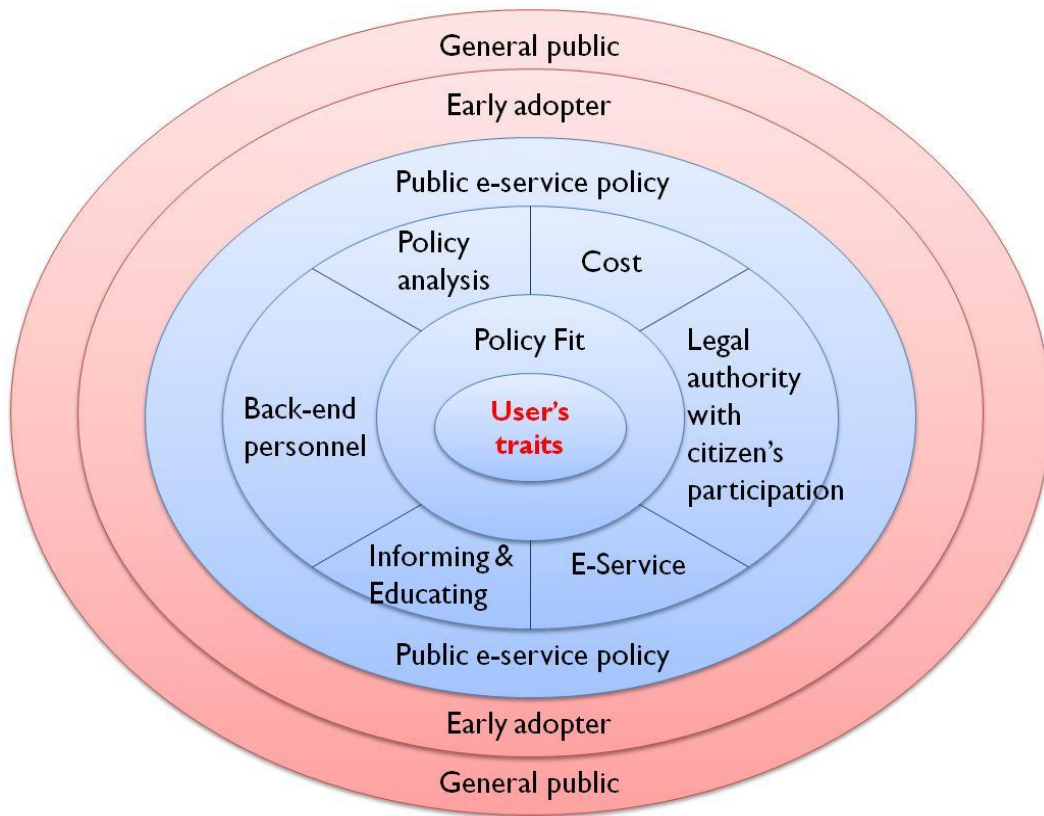 General public
Early adopter
Public e-service policy
Policy
analysis
Cost
Policy Fit
Legal
authority
with
citizen's
participation
Back-end
personnel
User's
traits
Informing &
Educating
E-Service
Public e-service policy
Early adopter
General public